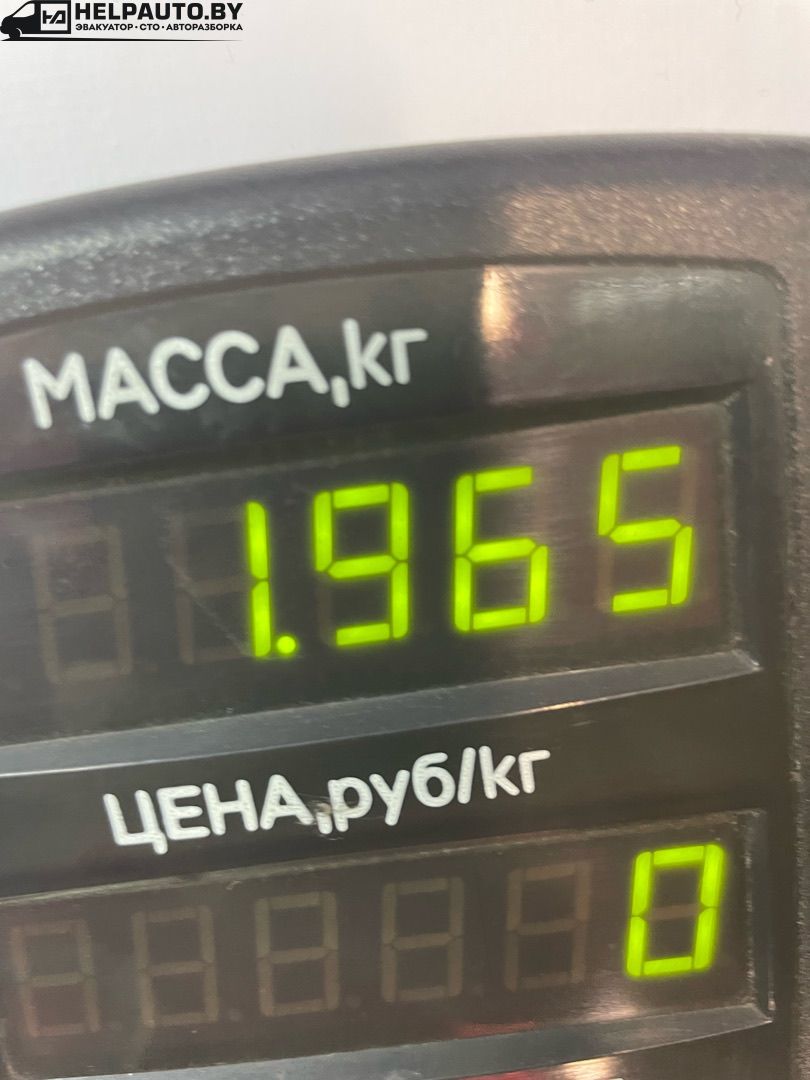 HELPAUTO.BY
ЭВАКУАТОР • СТО • АВТОРАЗБОРКА
МАССА,кг
1.965
ЦЕНА,руб/кг
0